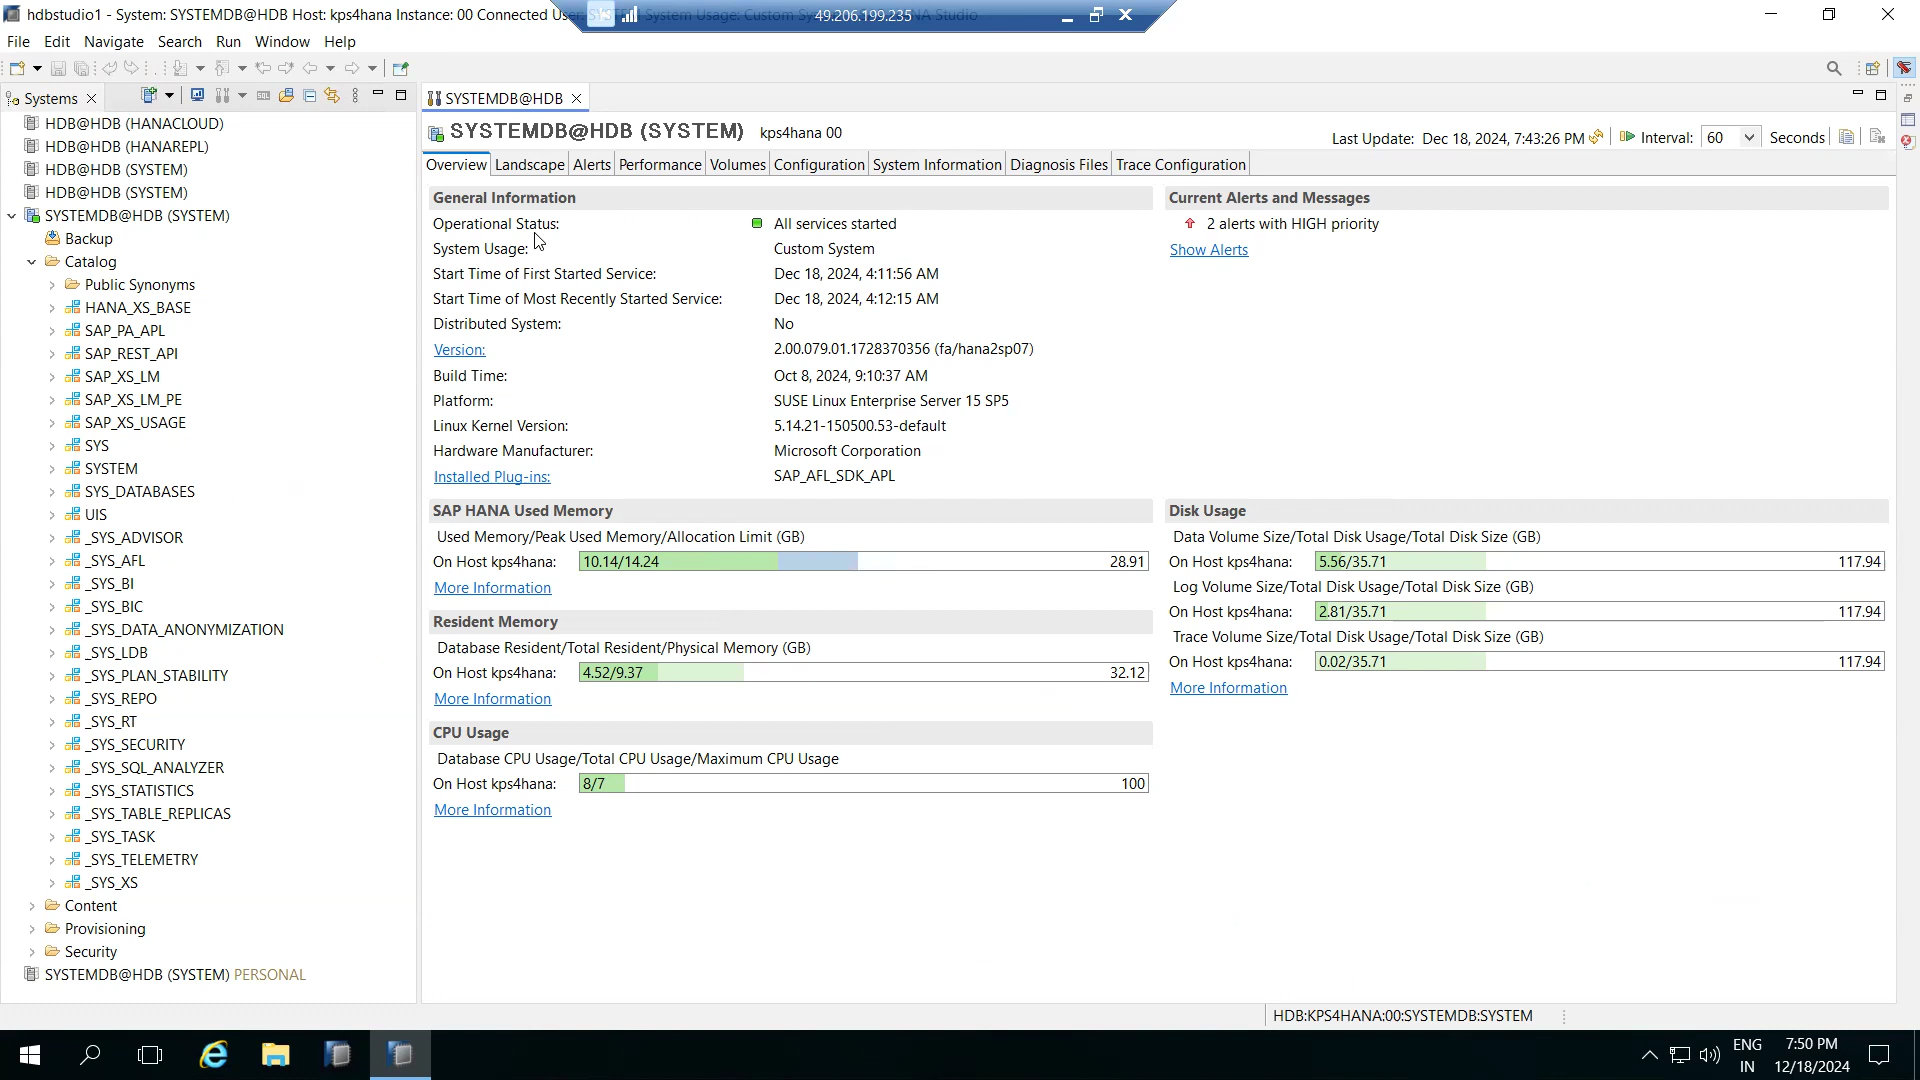 hdbstudio1 - System: SYSTEMDB@HDB Host: kps4hana Instance: 00 Connected User: SYSTEM System Usage: Custom Sy
49.206.199.235
NA Studio
File Edit Navigate Search Run Window Help
Systems
SYSTEMDB@HDB
HDB@HDB (HANACLOUD)
HDB@HDB (HANAREPL)
HDB@HDB (SYSTEM)
HDB@HDB (SYSTEM)
SYSTEMDB@HDB (SYSTEM)
Backup
Catalog
Public Synonyms
HANA_XS_BASE
SAP_PA_APL
SAP_REST_API
SAP_XS_LM
SAP_XS_LM_PE
SAP_XS_USAGE
SYS
SYSTEM
SYS_DATABASES
UIS
_SYS_ADVISOR
_SYS_AFL
_SYS_BI
_SYS_BIC
_SYS_DATA_ANONYMIZATION
_SYS_LDB
_SYS_PLAN_STABILITY
_SYS_REPO
_SYS_RT
_SYS_SECURITY
_SYS_SQL_ANALYZER
_SYS_STATISTICS
_SYS_TABLE_REPLICAS
_SYS_TASK
_SYS_TELEMETRY
_SYS_XS
Content
Provisioning
Security
SYSTEMDB@HDB (SYSTEM) PERSONAL
SYSTEMDB@HDB (SYSTEM) kps4hana 00
Last Update: Dec 18, 2024, 7:43:26 PM Interval: 60 Seconds
Overview Landscape Alerts Performance Volumes Configuration System Information Diagnosis Files Trace Configuration
General Information
Operational Status: All services started
System Usage: Custom System
Start Time of First Started Service: Dec 18, 2024, 4:11:56 AM
Start Time of Most Recently Started Service: Dec 18, 2024, 4:12:15 AM
Distributed System: No
Version: 2.00.079.01.1728370356 (fa/hana2sp07)
Build Time: Oct 8, 2024, 9:10:37 AM
Platform: SUSE Linux Enterprise Server 15 SP5
Linux Kernel Version: 5.14.21-150500.53-default
Hardware Manufacturer: Microsoft Corporation
Installed Plug-ins: SAP_AFL_SDK_APL
Current Alerts and Messages
2 alerts with HIGH priority
Show Alerts
SAP HANA Used Memory
Used Memory/Peak Used Memory/Allocation Limit (GB)
On Host kps4hana: 10.14/14.24 28.91
More Information
Resident Memory
Database Resident/Total Resident/Physical Memory (GB)
On Host kps4hana: 4.52/9.37 32.12
More Information
CPU Usage
Database CPU Usage/Total CPU Usage/Maximum CPU Usage
On Host kps4hana: 8/7 100
More Information
Disk Usage
Data Volume Size/Total Disk Usage/Total Disk Size (GB)
On Host kps4hana: 5.56/35.71 117.94
Log Volume Size/Total Disk Usage/Total Disk Size (GB)
On Host kps4hana: 2.81/35.71 117.94
Trace Volume Size/Total Disk Usage/Total Disk Size (GB)
On Host kps4hana: 0.02/35.71 117.94
More Information
HDB:KPS4HANA:00:SYSTEMDB:SYSTEM
ENG
IN
7:50 PM
12/18/2024